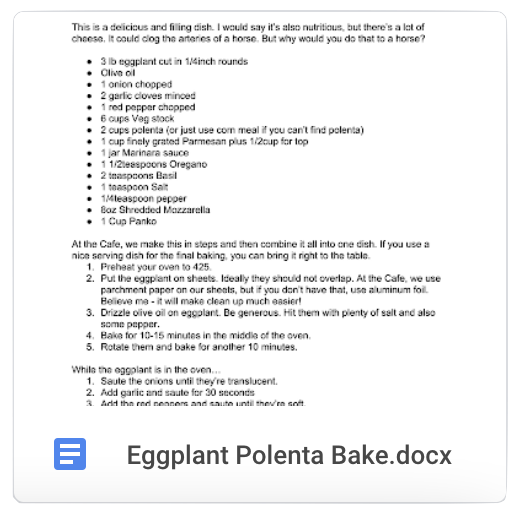 This is a delicious and filling dish. I would say it's also nutritious, but there's a lot of
cheese. It could clog the arteries of a horse. But why would you do that to a horse?
● 3 lb eggplant cut in 1/4inch rounds
● Olive oil
● 1 onion chopped
● 2 garlic cloves minced
● 1 red pepper chopped
● 6 cups Veg stock
● 2 cups polenta (or just use corn meal if you can't find polenta)
● 1 cup finely grated Parmesan plus 1/2cup for top
● 1 jar Marinara sauce
● 1 1/2teaspoons Oregano
● 2 teaspoons Basil
● 1 teaspoon Salt
● 1/4teaspoon pepper
● 8oz Shredded Mozzarella
● 1 Cup Panko
At the Cafe, we make this in steps and then combine it all into one dish. If you use a
nice serving dish for the final baking, you can bring it right to the table.
1. Preheat your oven to 425.
2. Put the eggplant on sheets. Ideally they should not overlap. At the Cafe, we use
parchment paper on our sheets, but if you don't have that, use aluminum foil.
Believe me - it will make clean up much easier!
3. Drizzle olive oil on eggplant. Be generous. Hit them with plenty of salt and also
some pepper.
4. Bake for 10-15 minutes in the middle of the oven.
5. Rotate them and bake for another 10 minutes.
While the eggplant is in the oven...
1. Saute the onions until they're translucent.
2. Add garlic and saute for 30 seconds
3. Add the red peppers and saute until they're soft.
Eggplant Polenta Bake.docx